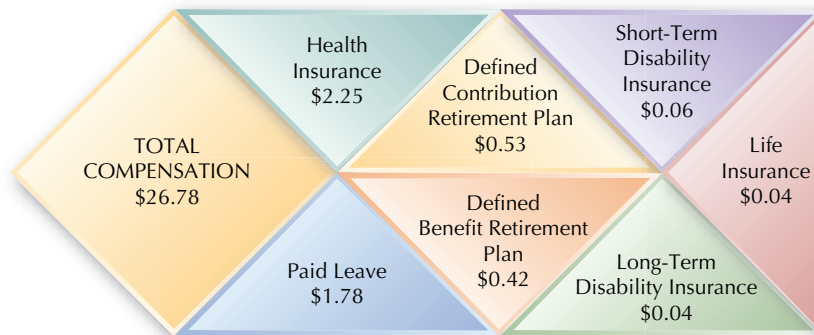 TOTAL
COMPENSATION
$26.78
Health
Insurance
$2.25
Defined
Contribution
Retirement Plan
$0.53
Short-Term
Disability
Insurance
$0.06
Life
Insurance
$0.04
Paid Leave
$1.78
Defined
Benefit Retirement
Plan
$0.42
Long-Term
Disability Insurance
$0.04